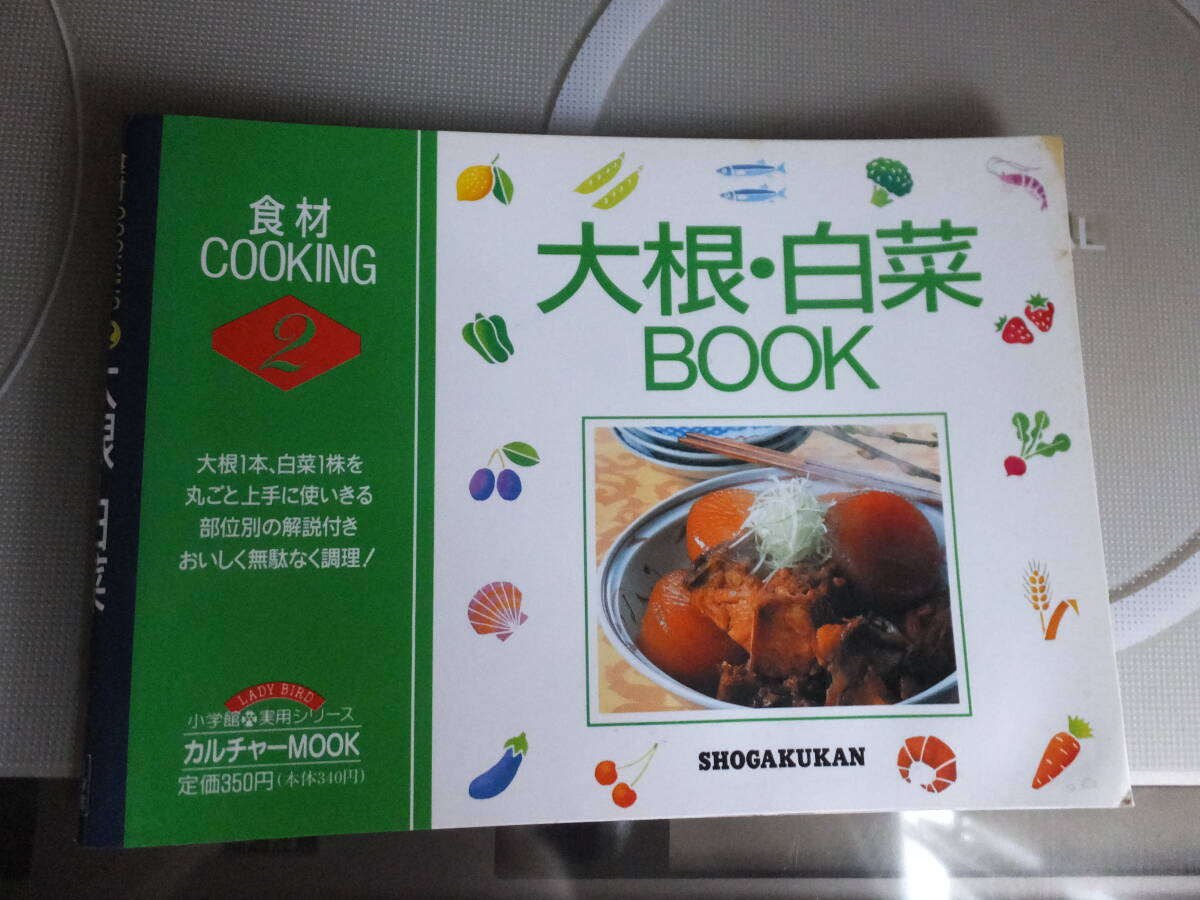 食材
COOKING
2
大根1本、白菜1株を
丸ごと上手に使いきる
部位別の解説付き
おいしく無駄なく調理!
LADY BIRD
小学館 実用シリーズ
カルチャーMOOK
定価350円(本体340円)
大根・白菜
BOOK
SHOGAKUKAN